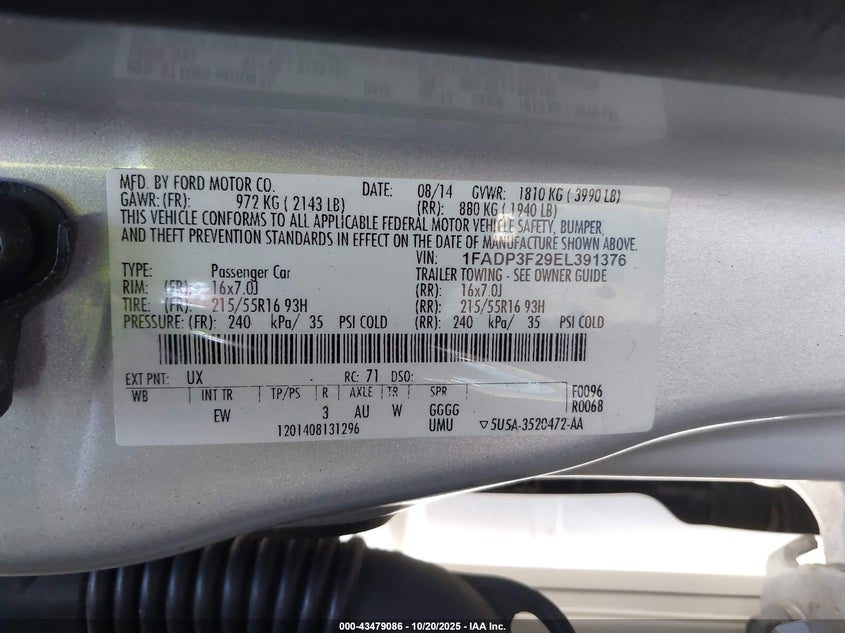 MFD. BY FORD MOTOR CO. DATE: 08/14 GVWR: 1810 KG ( 3990 LB)
GAWR: (FR): 972 KG ( 2143 LB) (RR): 880 KG ( 1940 LB)
THIS VEHICLE CONFORMS TO ALL APPLICABLE FEDERAL MOTOR VEHICLE SAFETY, BUMPER,
AND THEFT PREVENTION STANDARDS IN EFFECT ON THE DATE OF MANUFACTURE SHOWN ABOVE.
VIN: 1FADP3F29EL391376
TYPE: Passenger Car TRAILER TOWING - SEE OWNER GUIDE
RIM: (FR): 16x7.0J (RR): 16x7.0J
TIRE: (FR): 215/55R16 93H (RR): 215/55R16 93H
PRESSURE: (FR): 240 kPa/ 35 PSI COLD (RR): 240 kPa/ 35 PSI COLD
EXT PNT: UX RC: 71 DSO:
WB INT TR TP/PS R AXLE TR SPR F0096
EW 3 AU W GGGG R0068
1201408131296 UMU ▽5U5A-3520472-AA
000-43479086 - 10/20/2025 - IAA Inc.